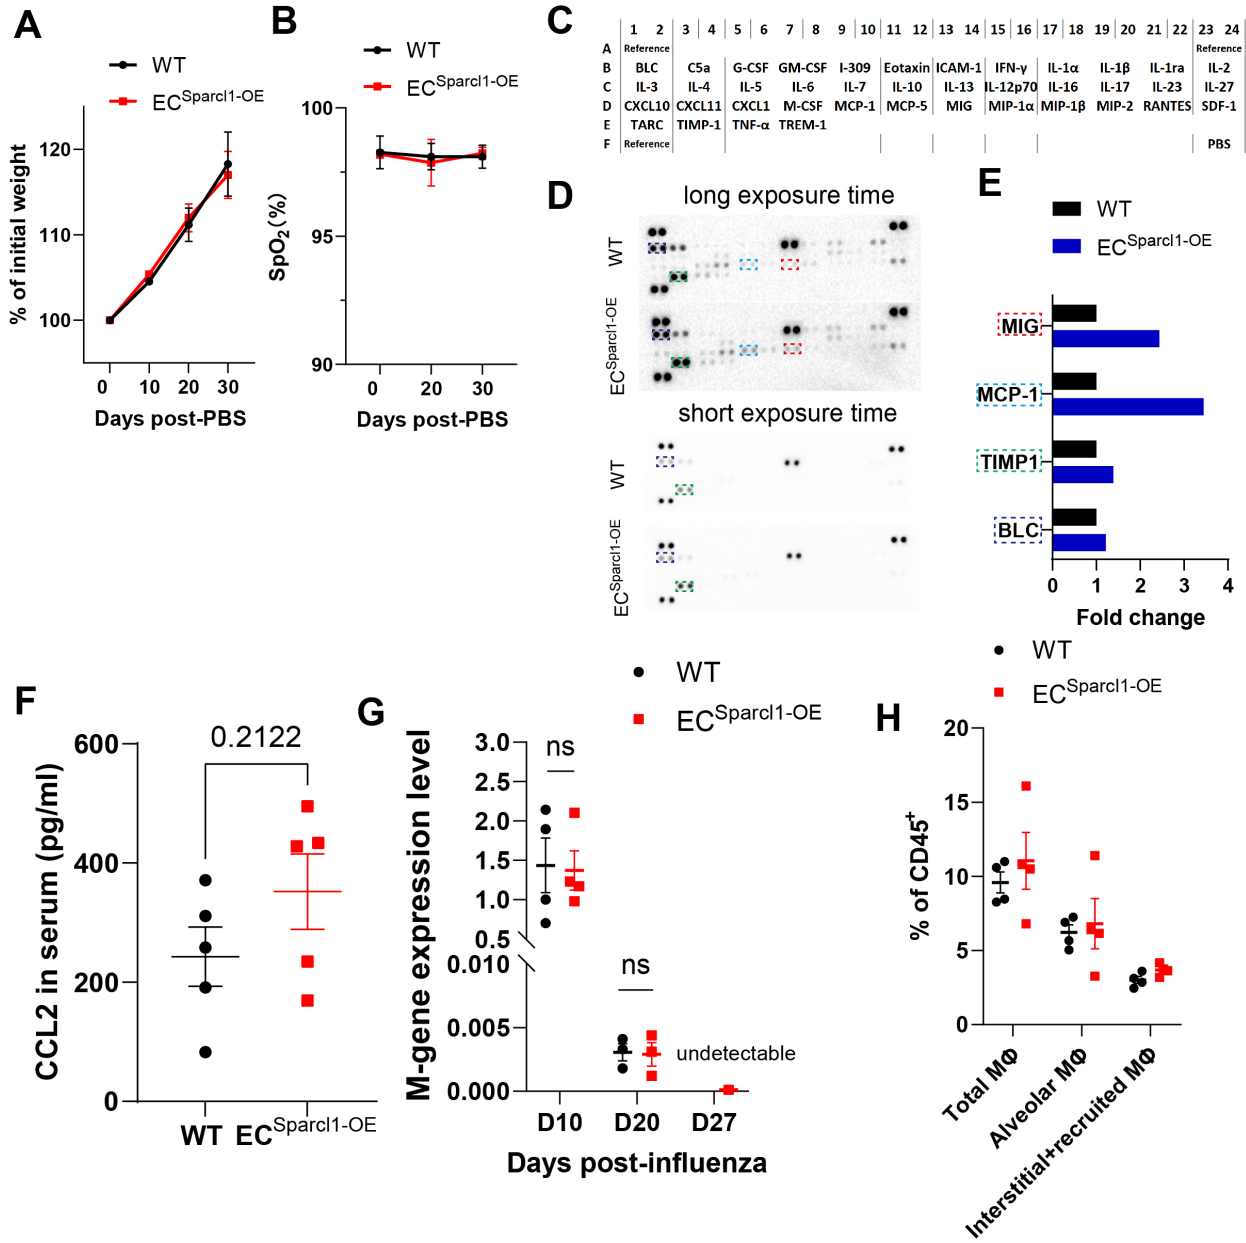 A
WT
EC^Sparcl1-OE
% of initial weight
120
110
100
0 10 20 30
Days post-PBS
B
WT
EC^Sparcl1-OE
SpO2(%)
100
95
90
0 20 30
Days post-PBS
C
1 2 3 4 5 6 7 8 9 10 11 12 13 14 15 16 17 18 19 20 21 22 23 24
A Reference Reference
B BLC C5a G-CSF GM-CSF I-309 Eotaxin ICAM-1 IFN-γ IL-1α IL-1β IL-1ra IL-2
C IL-3 IL-4 IL-5 IL-6 IL-7 IL-10 IL-13 IL-12p70 IL-16 IL-17 IL-23 IL-27
D CXCL10 CXCL11 CXCL1 M-CSF MCP-1 MCP-5 MIG MIP-1α MIP-1β MIP-2 RANTES SDF-1
E TARC TIMP-1 TNF-α TREM-1
F Reference PBS
D
long exposure time
WT
EC^Sparcl1-OE
short exposure time
WT
EC^Sparcl1-OE
E
WT
EC^Sparcl1-OE
MIG
MCP-1
TIMP1
BLC
0 1 2 3 4
Fold change
F
CCL2 in serum (pg/ml)
0.2122
600
400
200
0
WT EC^Sparcl1-OE
G
WT
EC^Sparcl1-OE
M-gene expression level
3.0
2.5
2.0
1.5
1.0
0.5
0.010
0.005
0.000
ns
ns
undetectable
D10 D20 D27
Days post-influenza
H
WT
EC^Sparcl1-OE
% of CD45+
20
15
10
5
0
Total MΦ
Alveolar MΦ
Interstitial+recruited MΦ